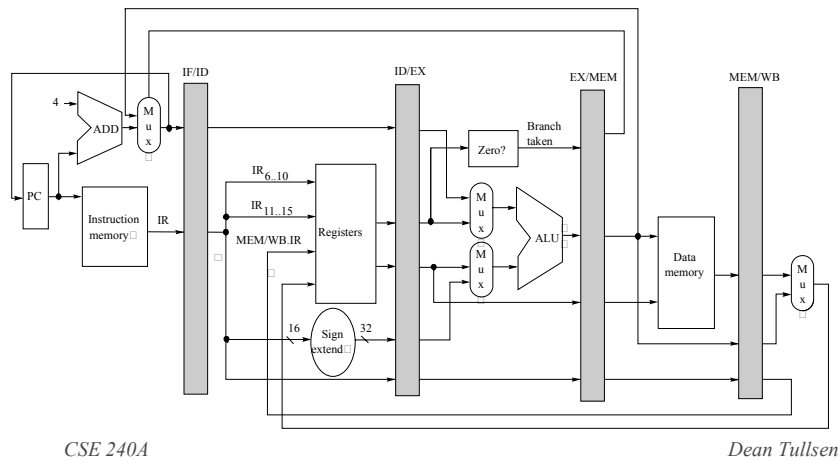 IF/ID
ID/EX
EX/MEM
MEM/WB
4
ADD
M
u
x
Branch
taken
Zero?
PC
IR6..10
M
u
x
Instruction
memory
IR
IR11..15
Registers
ALU
Data
memory
MEM/WB.IR
M
u
x
M
u
x
16
Sign
extend
32
CSE 240A
Dean Tullsen